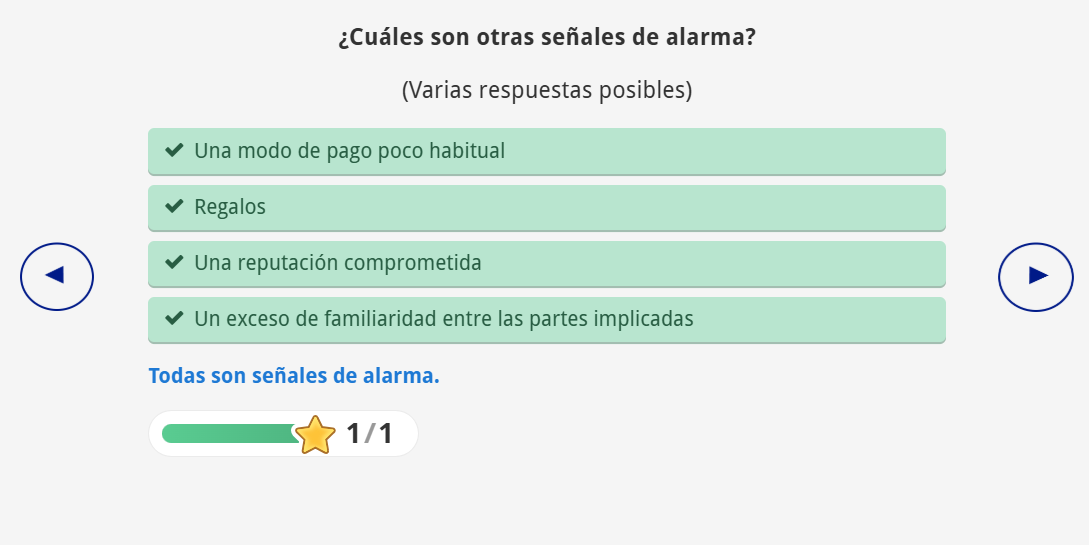 ¿Cuáles son otras señales de alarma?
(Varias respuestas posibles)
Una modo de pago poco habitual
Regalos
Una reputación comprometida
Un exceso de familiaridad entre las partes implicadas
Todas son señales de alarma.
1/1